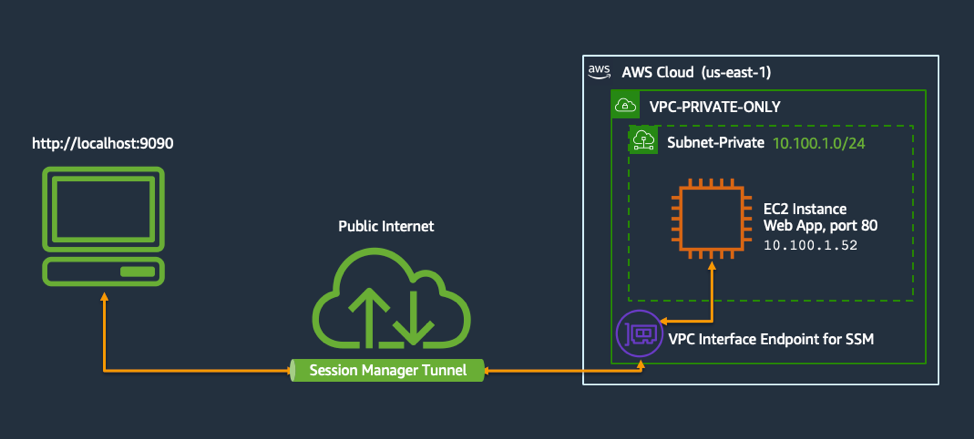 aws
AWS Cloud (us-east-1)
VPC-PRIVATE-ONLY
http://localhost:9090
Subnet-Private 10.100.1.0/24
EC2 Instance
Web App, port 80
10.100.1.52
Public Internet
VPC Interface Endpoint for SSM
Session Manager Tunnel